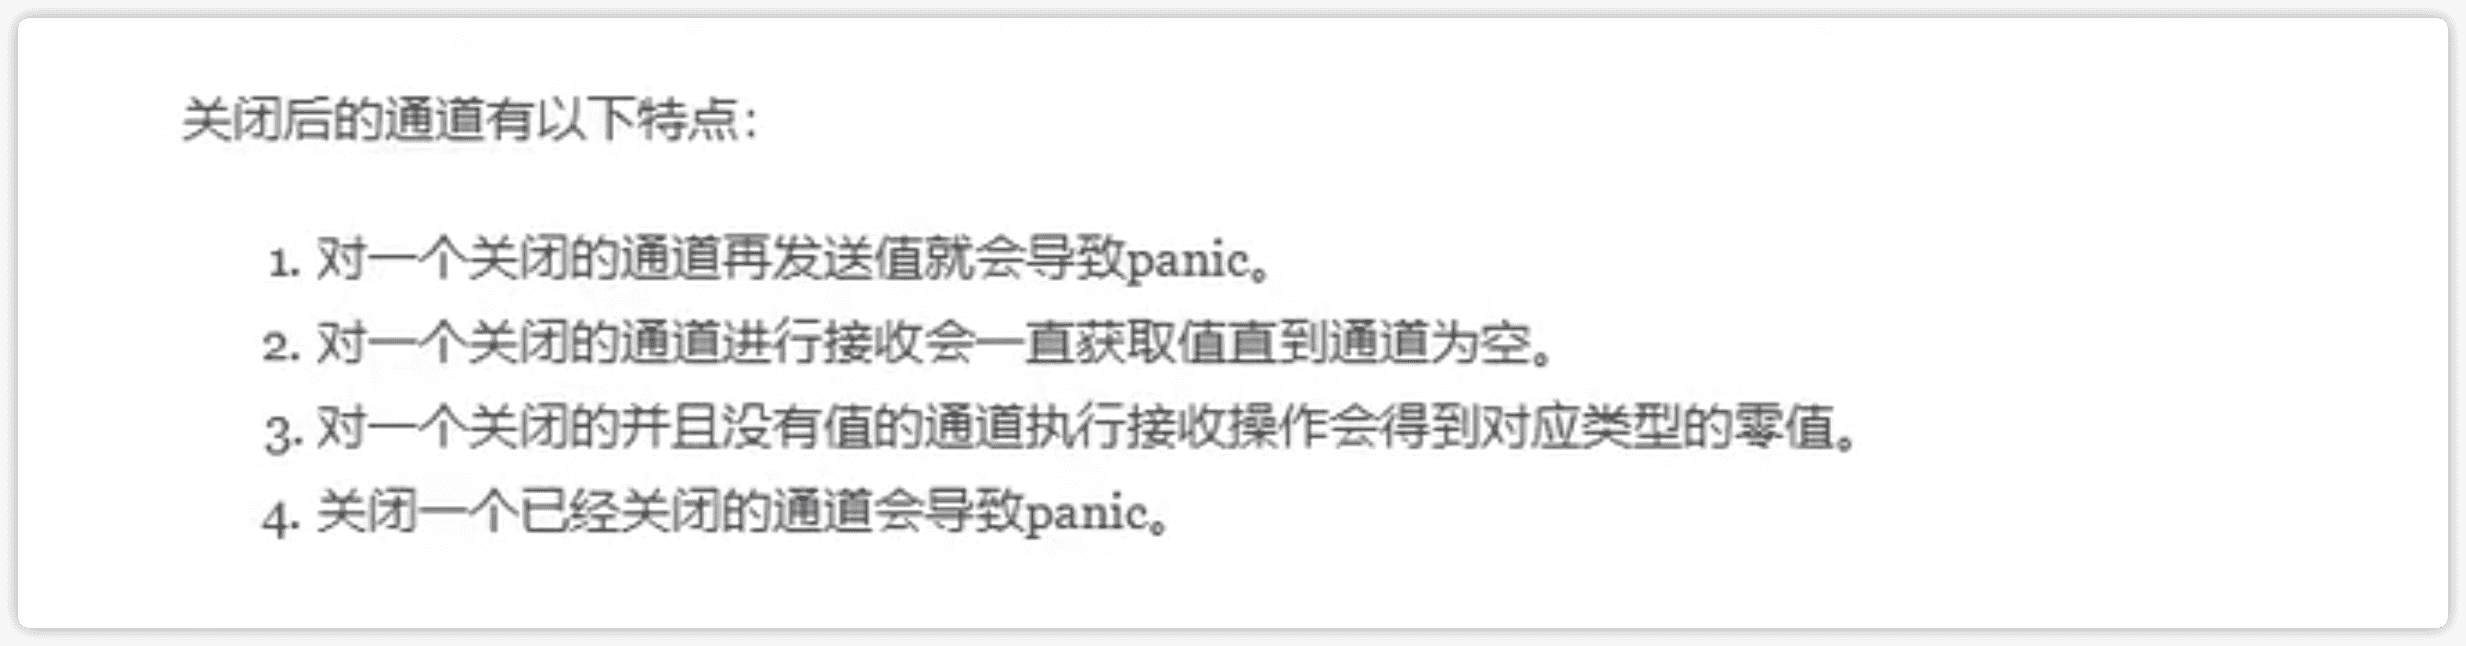 关闭后的通道有以下特点：
1. 对一个关闭的通道再发送值就会导致panic。
2. 对一个关闭的通道进行接收会一直获取值直到通道为空。
3. 对一个关闭的并且没有值的通道执行接收操作会得到对应类型的零值。
4. 关闭一个已经关闭的通道会导致panic。